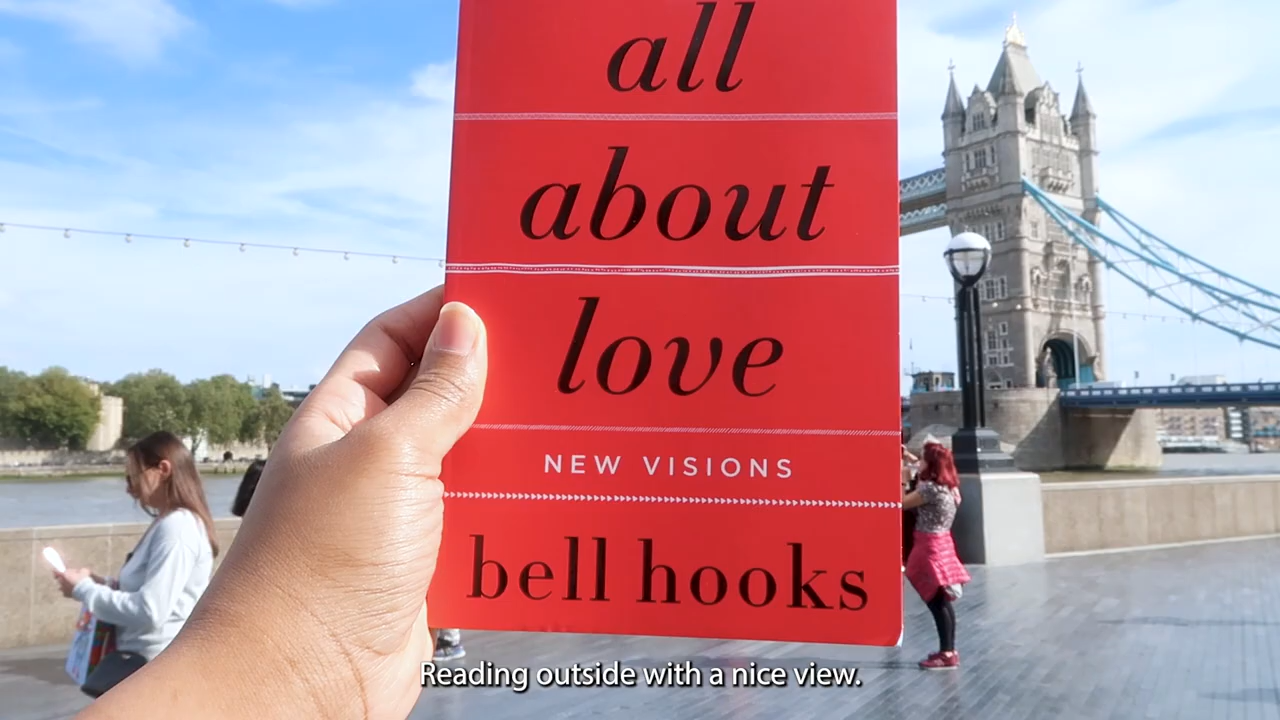 all
about
love
NEW VISIONS
bell hooks
Reading outside with a nice view.